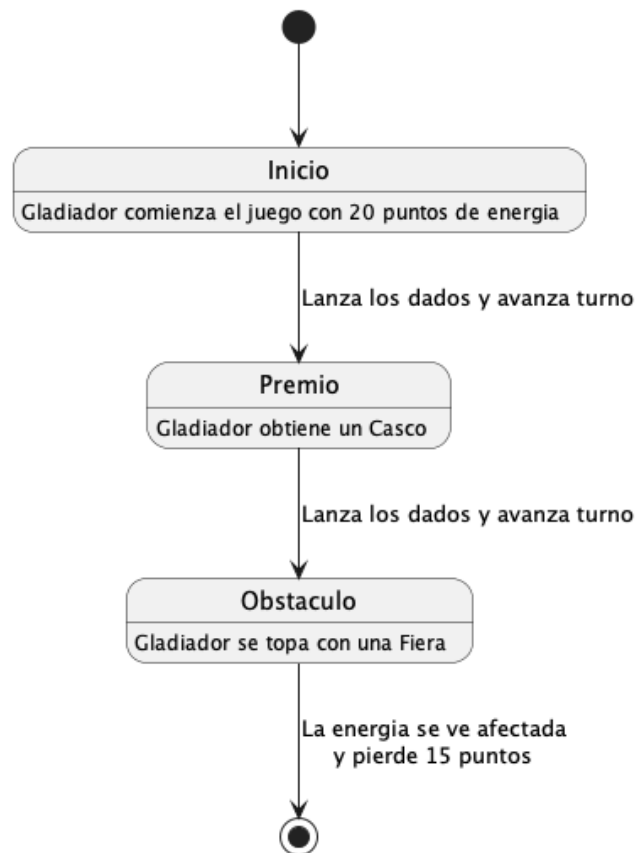 Inicio
Gladiador comienza el juego con 20 puntos de energia
Lanza los dados y avanza turno
Premio
Gladiador obtiene un Casco
Lanza los dados y avanza turno
Obstaculo
Gladiador se topa con una Fiera
La energia se ve afectada
y pierde 15 puntos